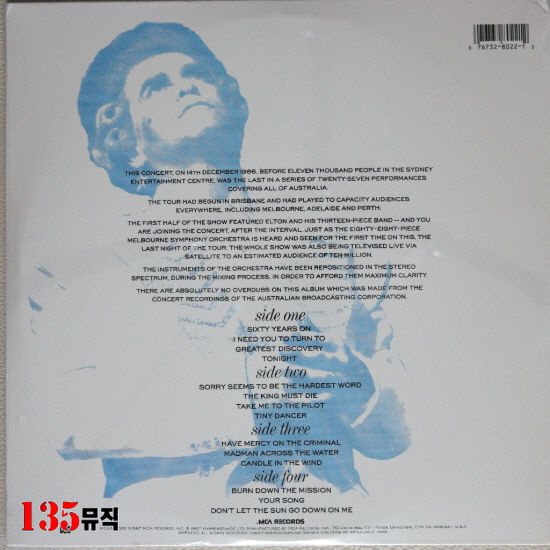 0 76732-8022-1 2
THIS CONCERT, ON 14TH DECEMBER 1986, BEFORE ELEVEN THOUSAND PEOPLE IN THE SYDNEY
ENTERTAINMENT CENTRE, WAS THE LAST IN A SERIES OF TWENTY-SEVEN PERFORMANCES
COVERING ALL OF AUSTRALIA.
THE TOUR HAD BEGUN IN BRISBANE AND HAD PLAYED TO CAPACITY AUDIENCES
EVERYWHERE, INCLUDING MELBOURNE, ADELAIDE AND PERTH.
THE FIRST HALF OF THE SHOW FEATURED ELTON AND HIS THIRTEEN-PIECE BAND — AND YOU
ARE JOINING THE CONCERT, AFTER THE INTERVAL, JUST AS THE EIGHTY-EIGHT-PIECE
MELBOURNE SYMPHONY ORCHESTRA IS HEARD AND SEEN FOR THE FIRST TIME ON THIS, THE
LAST NIGHT OF THE TOUR. THE WHOLE SHOW WAS ALSO BEING TELEVISED LIVE VIA
SATELLITE TO AN ESTIMATED AUDIENCE OF TEN MILLION.
THE INSTRUMENTS OF THE ORCHESTRA HAVE BEEN REPOSITIONED IN THE STEREO
SPECTRUM, DURING THE MIXING PROCESS, IN ORDER TO AFFORD THEM MAXIMUM CLARITY.
THERE ARE ABSOLUTELY NO OVERDUBS ON THIS ALBUM WHICH WAS MADE FROM THE
CONCERT RECORDINGS OF THE AUSTRALIAN BROADCASTING CORPORATION.
side one
SIXTY YEARS ON
I NEED YOU TO TURN TO
GREATEST DISCOVERY
TONIGHT
side two
SORRY SEEMS TO BE THE HARDEST WORD
THE KING MUST DIE
TAKE ME TO THE PILOT
TINY DANCER
side three
HAVE MERCY ON THE CRIMINAL
MADMAN ACROSS THE WATER
CANDLE IN THE WIND
side four
BURN DOWN THE MISSION
YOUR SONG
DON'T LET THE SUN GO DOWN ON ME
.MCA RECORDS
135뮤직